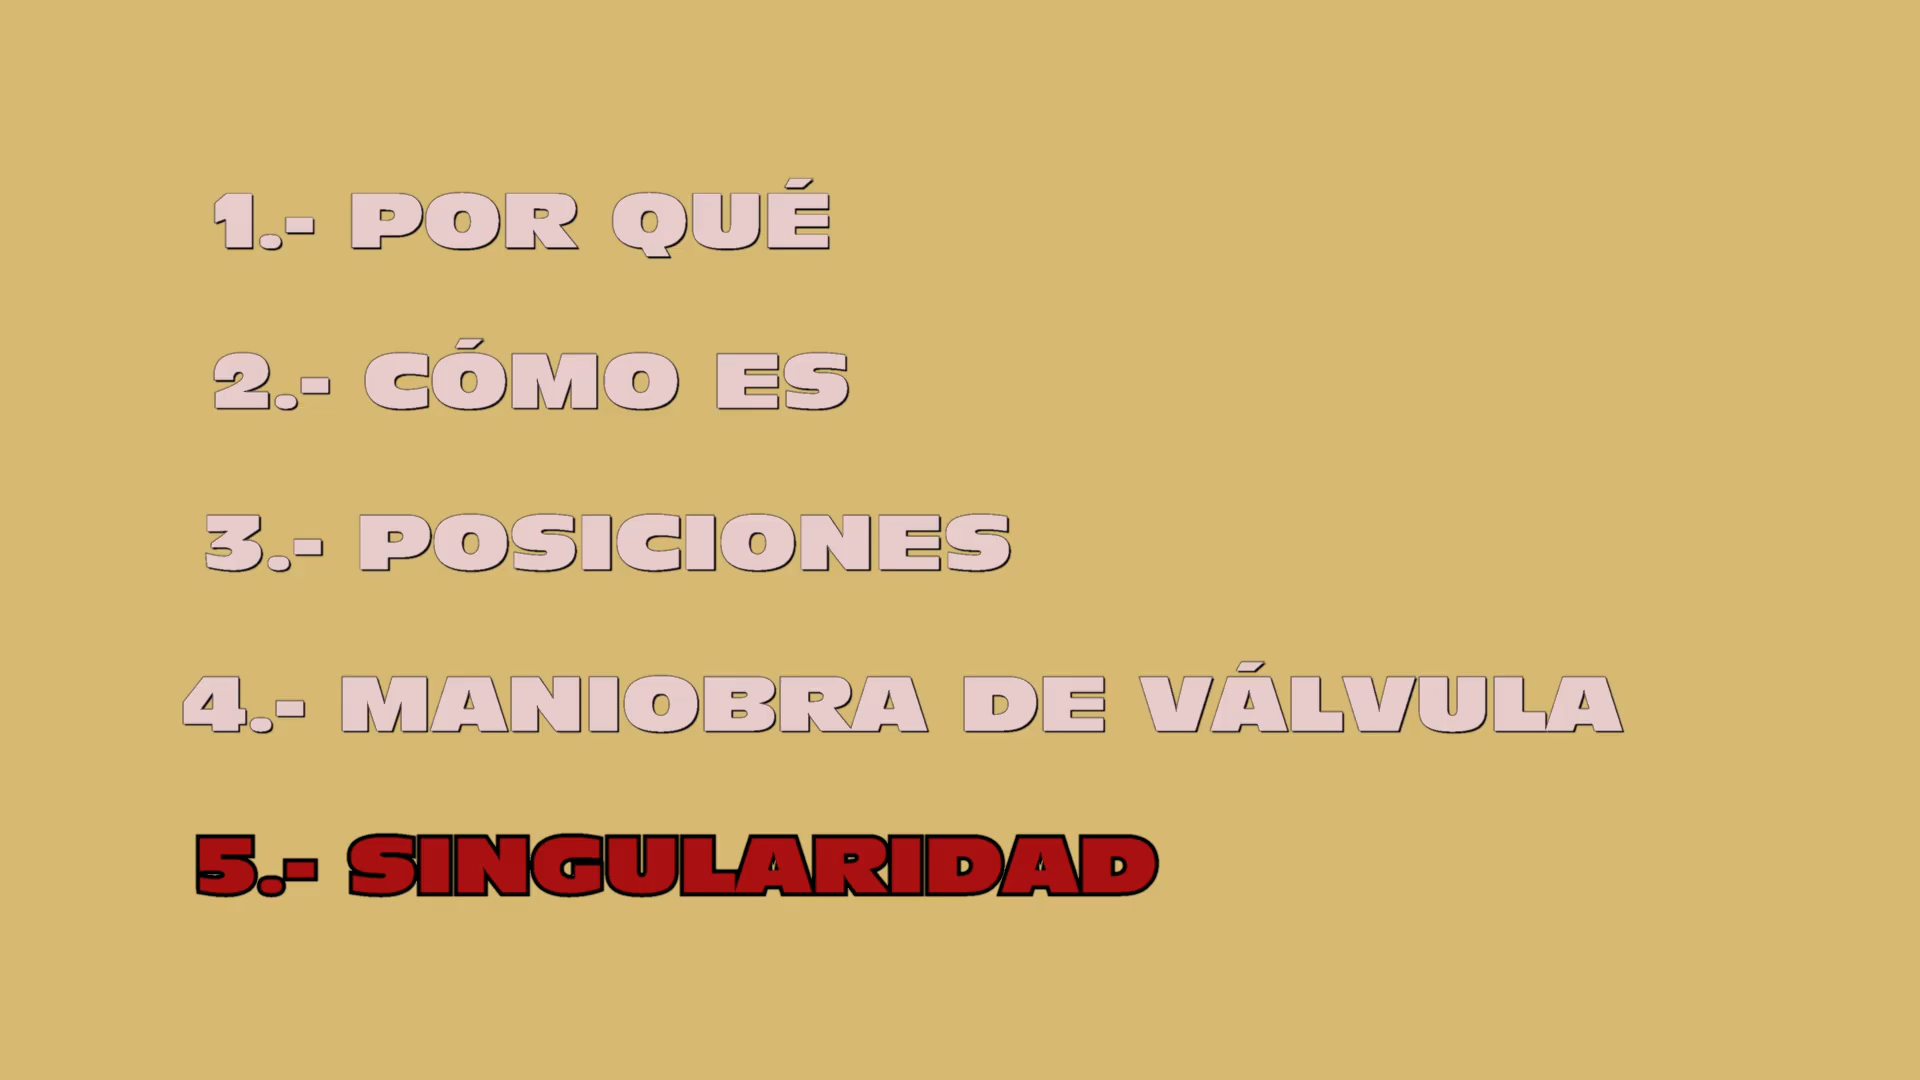 1.- POR QUÉ
2.- CÓMO ES
3.- POSICIONES
4.- MANIOBRA DE VÁLVULA
5.- SINGULARIDAD